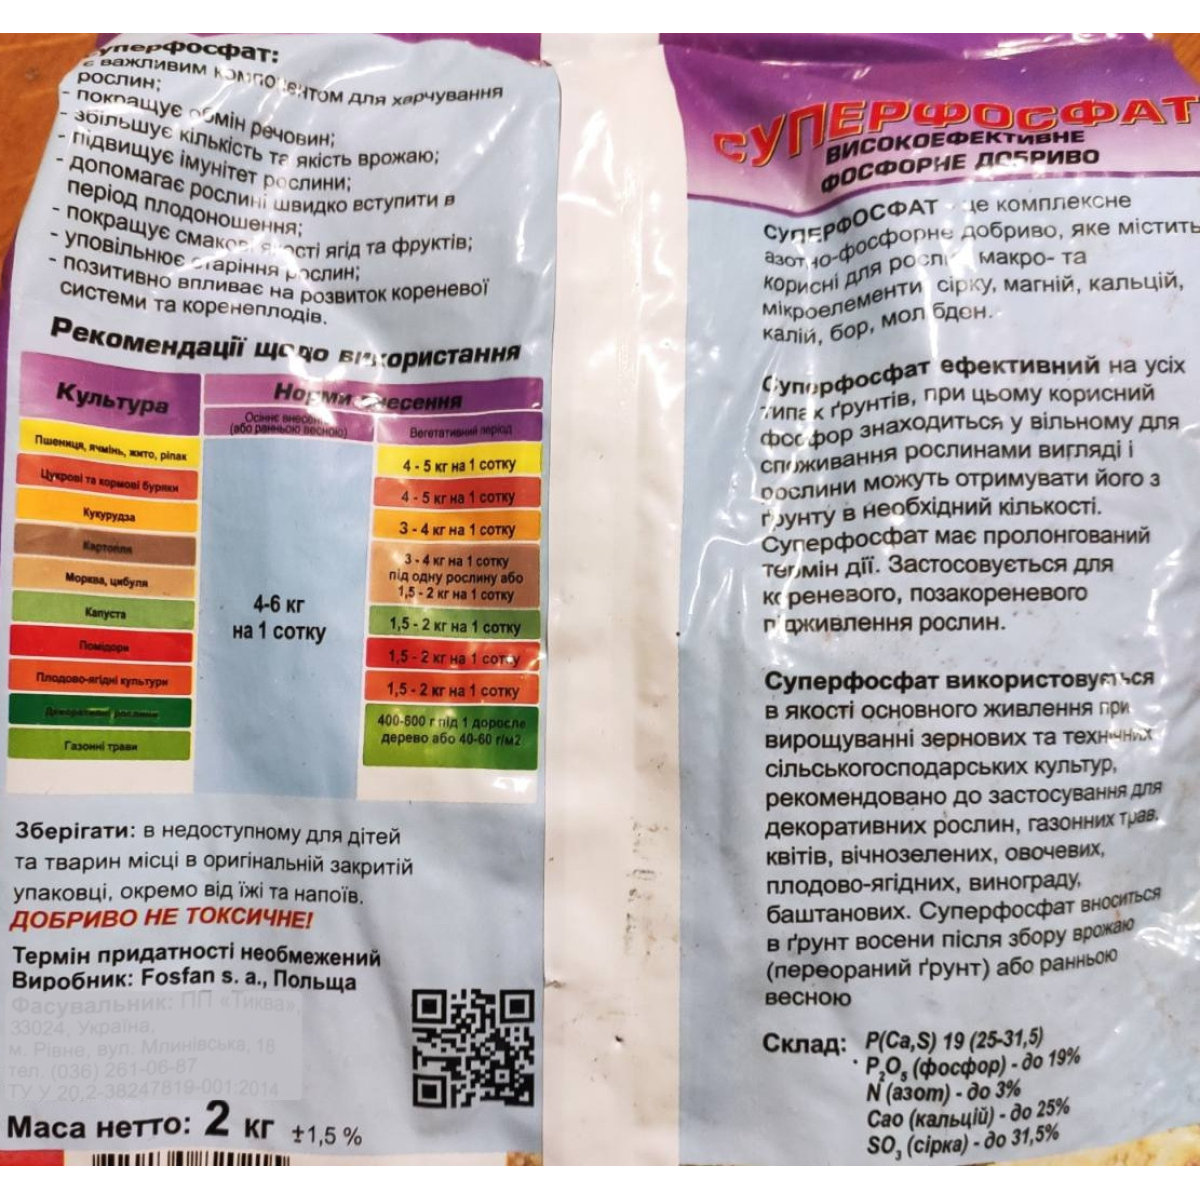 Суперфосфат:
є важливим компонентом для харчування
рослин;
- покращує обмін речовин;
- збільшує кількість та якість врожаю;
- підвищує імунітет рослини;
- допомагає рослині швидко вступити в
період плодоношення;
- покращує смакові якості ягід та фруктів;
- уповільнює старіння рослин;
- позитивно впливає на розвиток кореневої
системи та коренеплодів.
Рекомендації щодо використання
Культура
Норми внесення
Осіннє внесення
(або ранньою весною)
Вегетативний період
Пшениця, ячмінь, жито, ріпак
4 - 5 кг на 1 сотку
Цукрові та кормові буряки
4 - 5 кг на 1 сотку
Кукурудза
3 - 4 кг на 1 сотку
Картопля
3 - 4 кг на 1 сотку
під одну рослину або
1,5 - 2 кг на 1 сотку
Морква, цибуля
4-6 кг
на 1 сотку
Капуста
1,5 - 2 кг на 1 сотку
Помідори
1,5 - 2 кг на 1 сотку
Плодово-ягідні культури
1,5 - 2 кг на 1 сотку
Декоративні рослини
400-600 г під 1 доросле
дерево або 40-60 г/м2
Газонні трави
Зберігати: в недоступному для дітей
та тварин місці в оригінальній закритій
упаковці, окремо від їжі та напоїв.
ДОБРИВО НЕ ТОКСИЧНЕ!
Термін придатності необмежений
Виробник: Fosfan s. a., Польща
Фасувальник: ПП «Тиква»,
33024, Україна,
м. Рівне, вул. Млинівська, 18
тел. (036) 261-06-87
ТУ У 20,2-38247819-001:2014
Маса нетто: 2 кг ±1,5 %
СУПЕРФОСФАТ
ВИСОКОЕФЕКТИВНЕ
ФОСФОРНЕ ДОБРИВО
СУПЕРФОСФАТ - це комплексне
азотно-фосфорне добриво, яке містить
корисні для рослин макро- та
мікроелементи: сірку, магній, кальцій,
калій, бор, молібден.
Суперфосфат ефективний на усіх
типах ґрунтів, при цьому корисний
фосфор знаходиться у вільному для
споживання рослинами вигляді і
рослини можуть отримувати його з
ґрунту в необхідний кількості.
Суперфосфат має пролонгований
термін дії. Застосовується для
кореневого, позакореневого
підживлення рослин.
Суперфосфат використовується
в якості основного живлення при
вирощуванні зернових та технічних
сільськогосподарських культур,
рекомендовано до застосування для
декоративних рослин, газонних трав,
квітів, вічнозелених, овочевих,
плодово-ягідних, винограду,
баштанових. Суперфосфат вноситься
в ґрунт восени після збору врожаю
(переораний ґрунт) або ранньою
весною
Склад: P(Ca,S) 19 (25-31,5)
P₂O₅ (фосфор) - до 19%
N (азот) - до 3%
Cao (кальцій) - до 25%
SO₃ (сірка) - до 31,5%